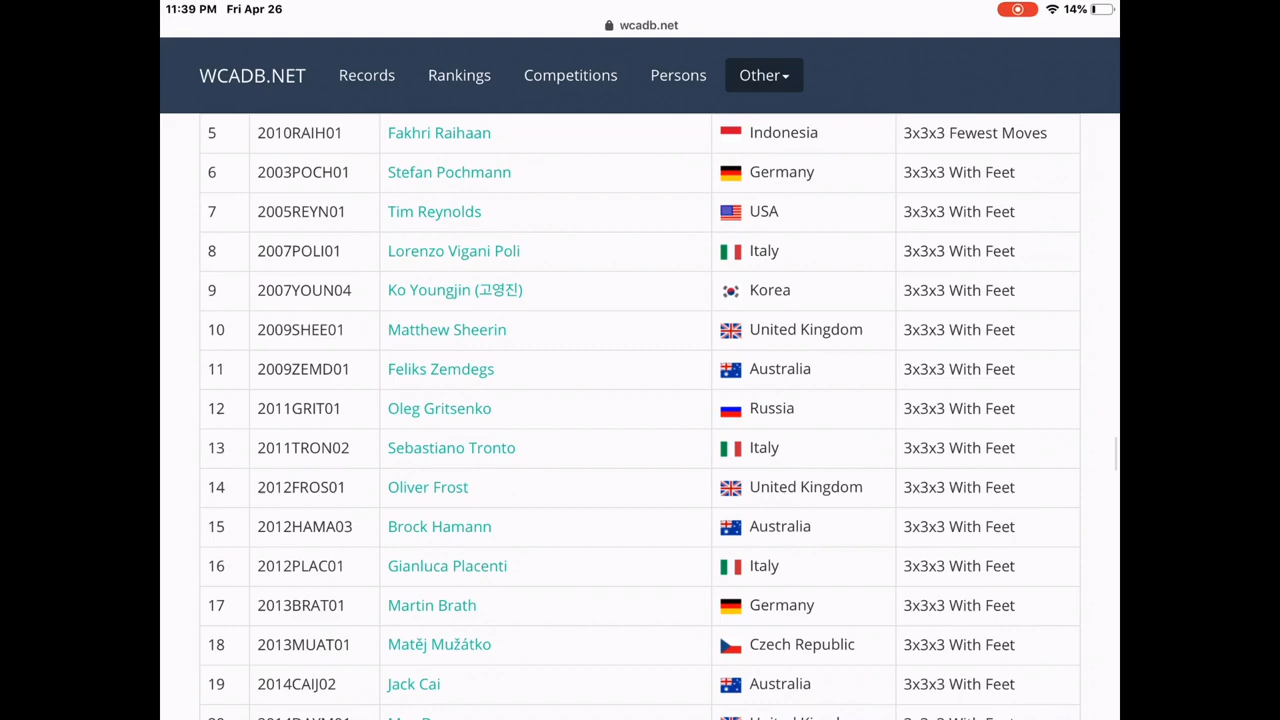 11:39 PM Fri Apr 26 14%
wcadb.net
WCADB.NET Records Rankings Competitions Persons Other
5 2010RAIH01 Fakhri Raihaan Indonesia 3x3x3 Fewest Moves
6 2003POCH01 Stefan Pochmann Germany 3x3x3 With Feet
7 2005REYN01 Tim Reynolds USA 3x3x3 With Feet
8 2007POLI01 Lorenzo Vigani Poli Italy 3x3x3 With Feet
9 2007YOUN04 Ko Youngjin (고영진) Korea 3x3x3 With Feet
10 2009SHEE01 Matthew Sheerin United Kingdom 3x3x3 With Feet
11 2009ZEMD01 Feliks Zemdegs Australia 3x3x3 With Feet
12 2011GRIT01 Oleg Gritsenko Russia 3x3x3 With Feet
13 2011TRON02 Sebastiano Tronto Italy 3x3x3 With Feet
14 2012FROS01 Oliver Frost United Kingdom 3x3x3 With Feet
15 2012HAMA03 Brock Hamann Australia 3x3x3 With Feet
16 2012PLAC01 Gianluca Placenti Italy 3x3x3 With Feet
17 2013BRAT01 Martin Brath Germany 3x3x3 With Feet
18 2013MUAT01 Matěj Mužátko Czech Republic 3x3x3 With Feet
19 2014CAIJ02 Jack Cai Australia 3x3x3 With Feet